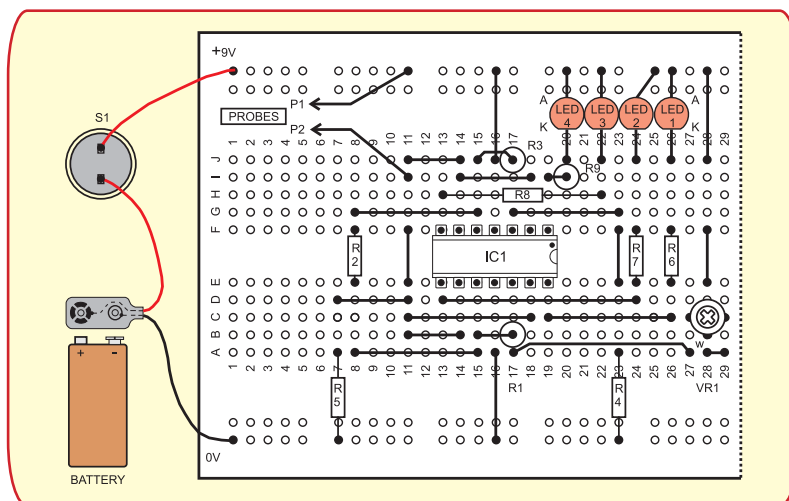 +9V
S1
P1
PROBES
P2
A
LED 4
LED 3
LED 2
LED 1
K
K
A
R3
R9
1 2 3 4 5 6 7 8 9 10 11 12 13 14 15 16 17 18 19 20 21 22 23 24 25 26 27 28 29
J
I
H
G
F
R8
R2
IC1
R7
R6
E
D
C
B
A
W
1 2 3 4 5 6 7 8 9 10 11 12 13 14 15 16 17 18 19 20 21 22 23 24 25 26 27 28 29
R5
R1
R4
VR1
+ -
BATTERY
0V